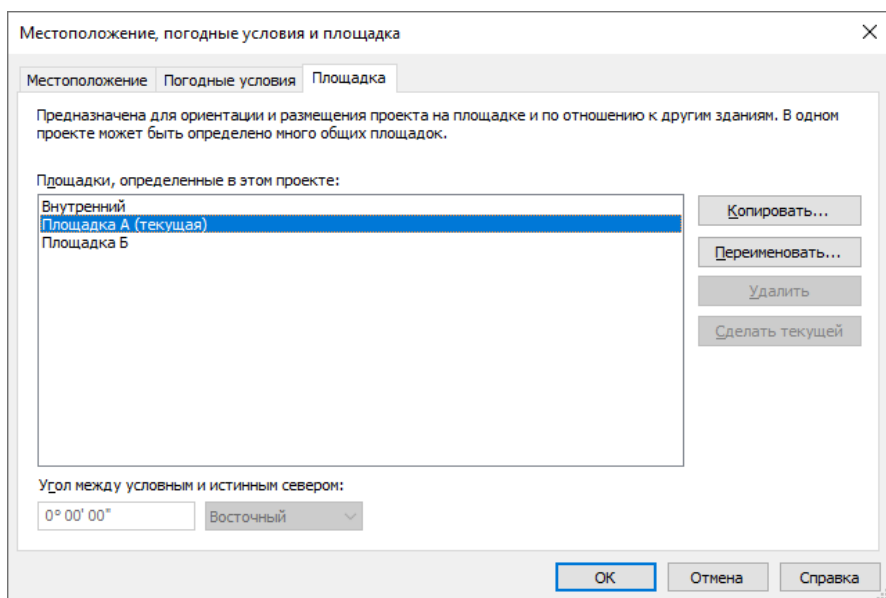 Местоположение, погодные условия и площадка
Местоположение
Погодные условия
Площадка
Предназначена для ориентации и размещения проекта на площадке и по отношению к другим зданиям. В одном
проекте может быть определено много общих площадок.
Площадки, определенные в этом проекте:
Внутренний
Площадка А (текущая)
Площадка Б
Копировать...
Переименовать...
Удалить
Сделать текущей
Угол между условным и истинным севером:
0° 00' 00"
Восточный
ОК
Отмена
Справка